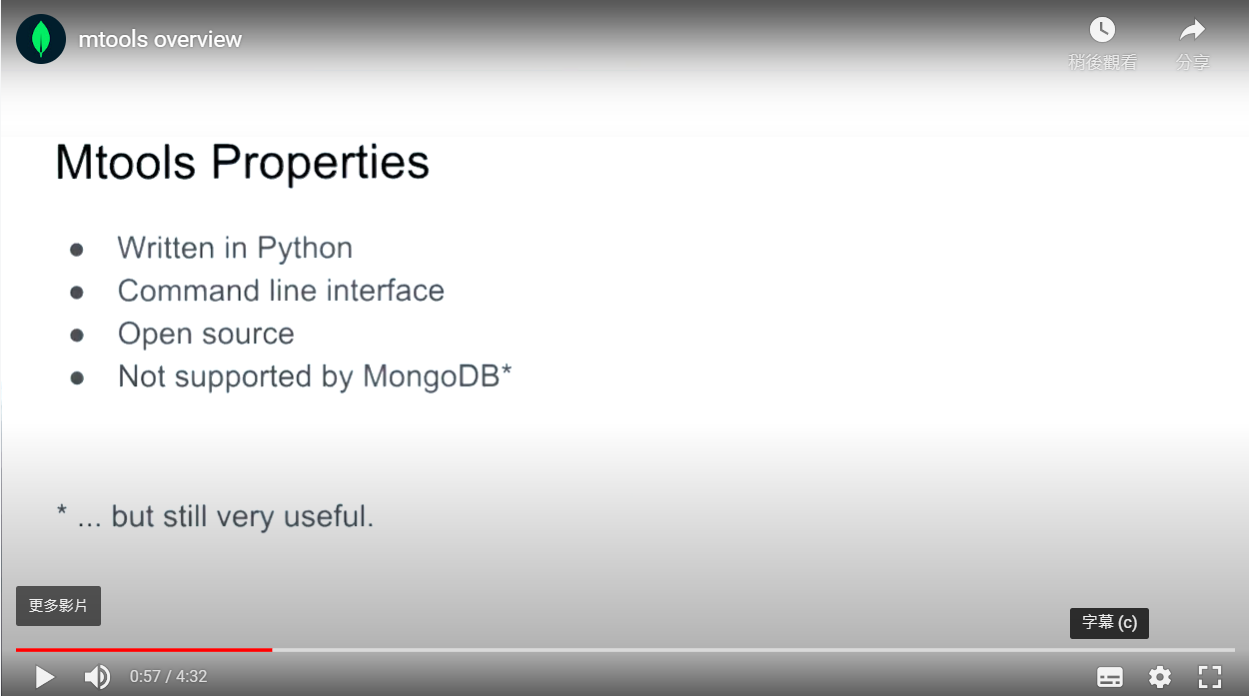 mtools overview
稍後觀看
分享
Mtools Properties
● Written in Python
● Command line interface
● Open source
● Not supported by MongoDB*
* ... but still very useful.
更多影片
字幕 (c)
0:57 / 4:32